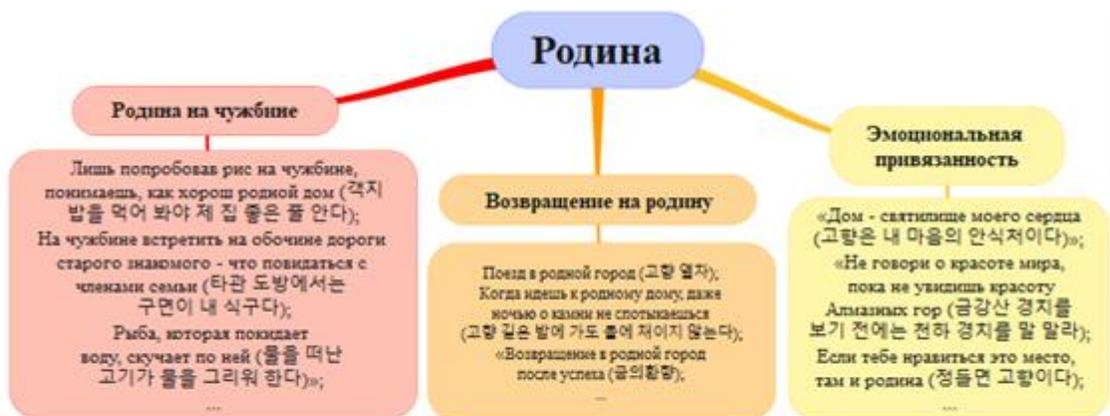 Родина
Родина на чужбине
Лишь попробовав рис на чужбине,
понимаешь, как хорош родной дом (객지
밥을 먹어 봐야 제 집 좋은 줄 안다);
На чужбине встретить на обочине дороги
старого знакомого - что повидаться с
членами семьи (타관 도방에서는
구면이 내 식구다);
Рыба, которая покидает
воду, скучает по ней (물을 떠난
고기가 물을 그리워 한다)»;
...
Возвращение на родину
Поезд в родной город (고향 열차);
Когда идешь к родному дому, даже
ночью о камни не спотыкаешься
(고향 길은 밤에 가도 돌에 채이지 않는다);
«Возвращение в родной город
после успеха (금의환향);
...
Эмоциональная
привязанность
«Дом - святилище моего сердца
(고향은 내 마음의 안식처이다)»;
«Не говори о красоте мира,
пока не увидишь красоту
Алмазных гор (금강산 경치를
보기 전에는 천하 경치를 말 말라);
Если тебе нравиться это место,
там и родина (정들면 고향이다);
...